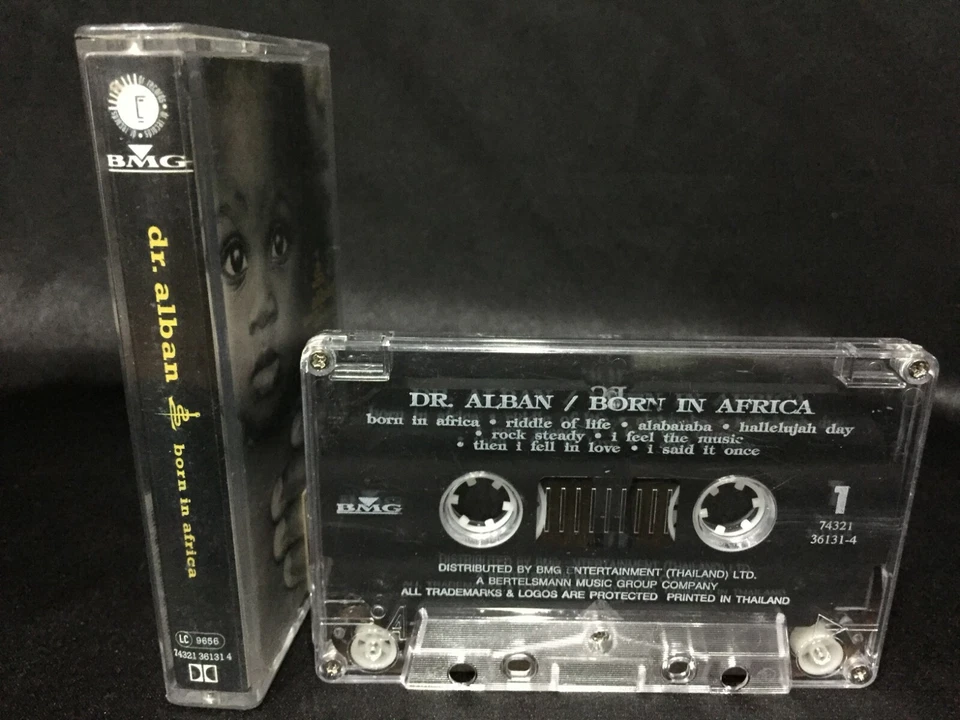 BMG
dr. alban
born in africa
LC 9656
74321 36131 4
DR. ALBAN / BORN IN AFRICA
born in africa • riddle of life • alabalaba • hallelujah day
• rock steady • i feel the music
• then i fell in love • i said it once
BMG
1
74321
36131-4
DISTRIBUTED BY BMG ENTERTAINMENT (THAILAND) LTD.
A BERTELSMANN MUSIC GROUP COMPANY
ALL TRADEMARKS & LOGOS ARE PROTECTED PRINTED IN THAILAND
A